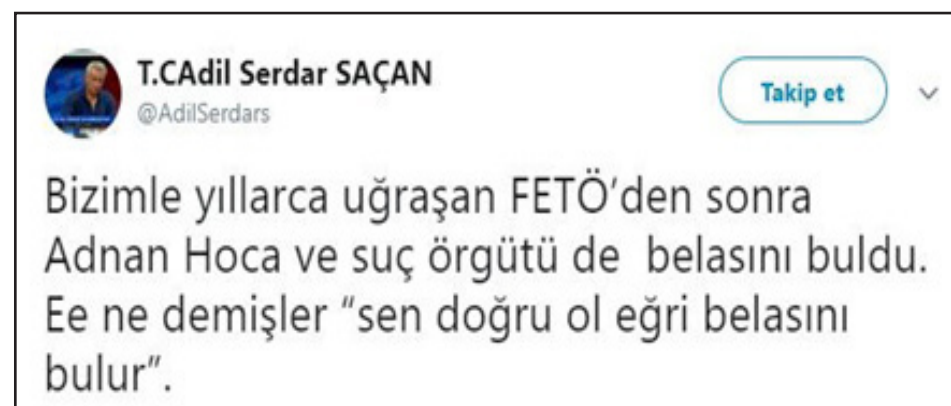 T.CAdil Serdar SAÇAN
@AdilSerdars
Takip et
Bizimle yıllarca uğraşan FETÖ'den sonra
Adnan Hoca ve suç örgütü de  belasını buldu.
Ee ne demişler “sen doğru ol eğri belasını
bulur”.